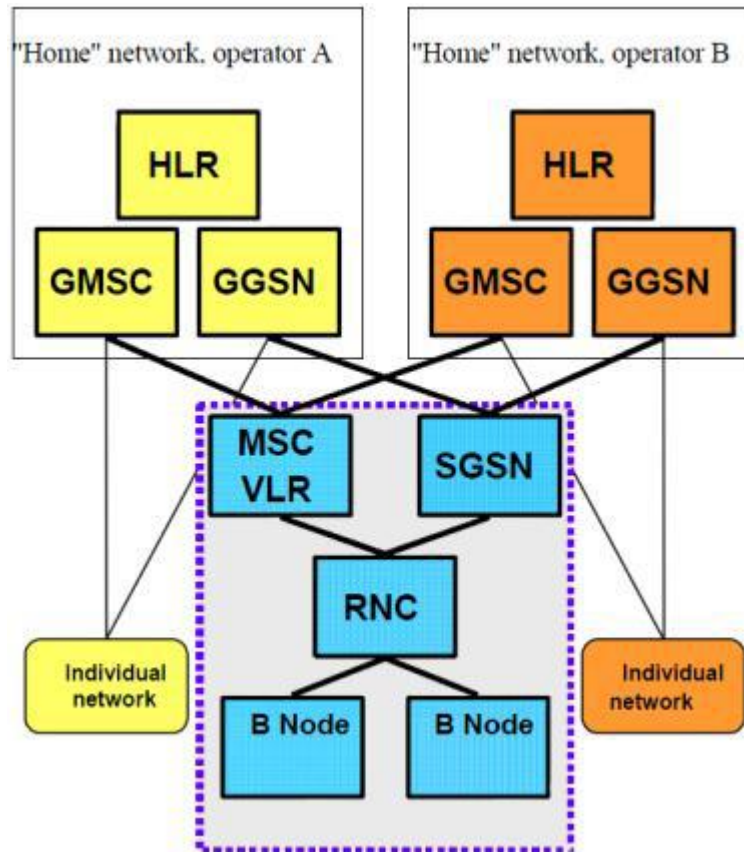 "Home" network, operator A
"Home" network, operator B
HLR
HLR
GMSC
GGSN
GMSC
GGSN
MSC
VLR
SGSN
RNC
Individual
network
Individual
network
B Node
B Node